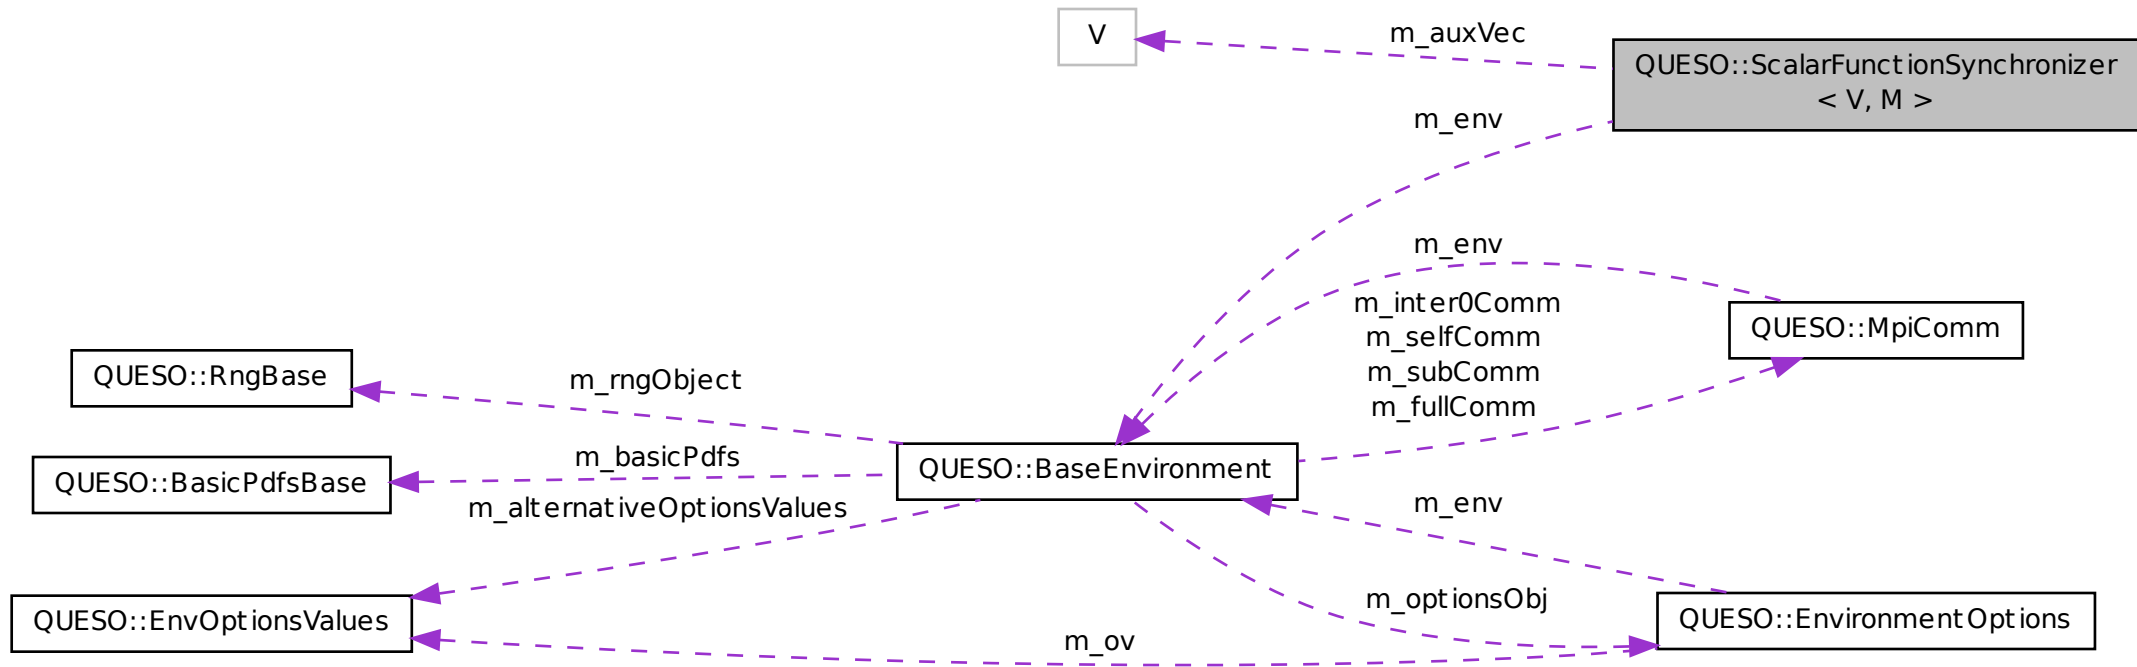 V
m_auxVec
QUESO::ScalarFunctionSynchronizer
< V, M >
m_env
m_env
m_inter0Comm
m_selfComm
m_subComm
m_fullComm
QUESO::MpiComm
QUESO::RngBase
m_rngObject
m_basicPdfs
QUESO::BaseEnvironment
QUESO::BasicPdfsBase
m_alternativeOptionsValues
m_env
m_optionsObj
QUESO::EnvOptionsValues
QUESO::EnvironmentOptions
m_ov